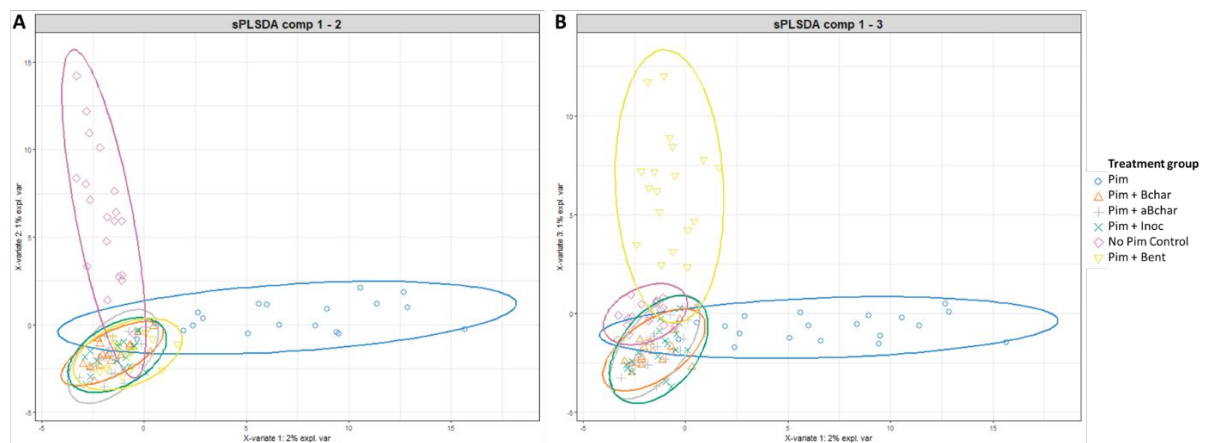 A
sPLSDA comp 1 - 2
15
10
5
0
-5
X-variate 2: 1% expl. var
-5
0
5
10
15
X-variate 1: 2% expl. var
B
sPLSDA comp 1 - 3
10
5
0
-5
X-variate 3: 1% expl. var
-5
0
5
10
15
X-variate 1: 2% expl. var
Treatment group
Pim
Pim + Bchar
Pim + aBchar
Pim + Inoc
No Pim Control
Pim + Bent